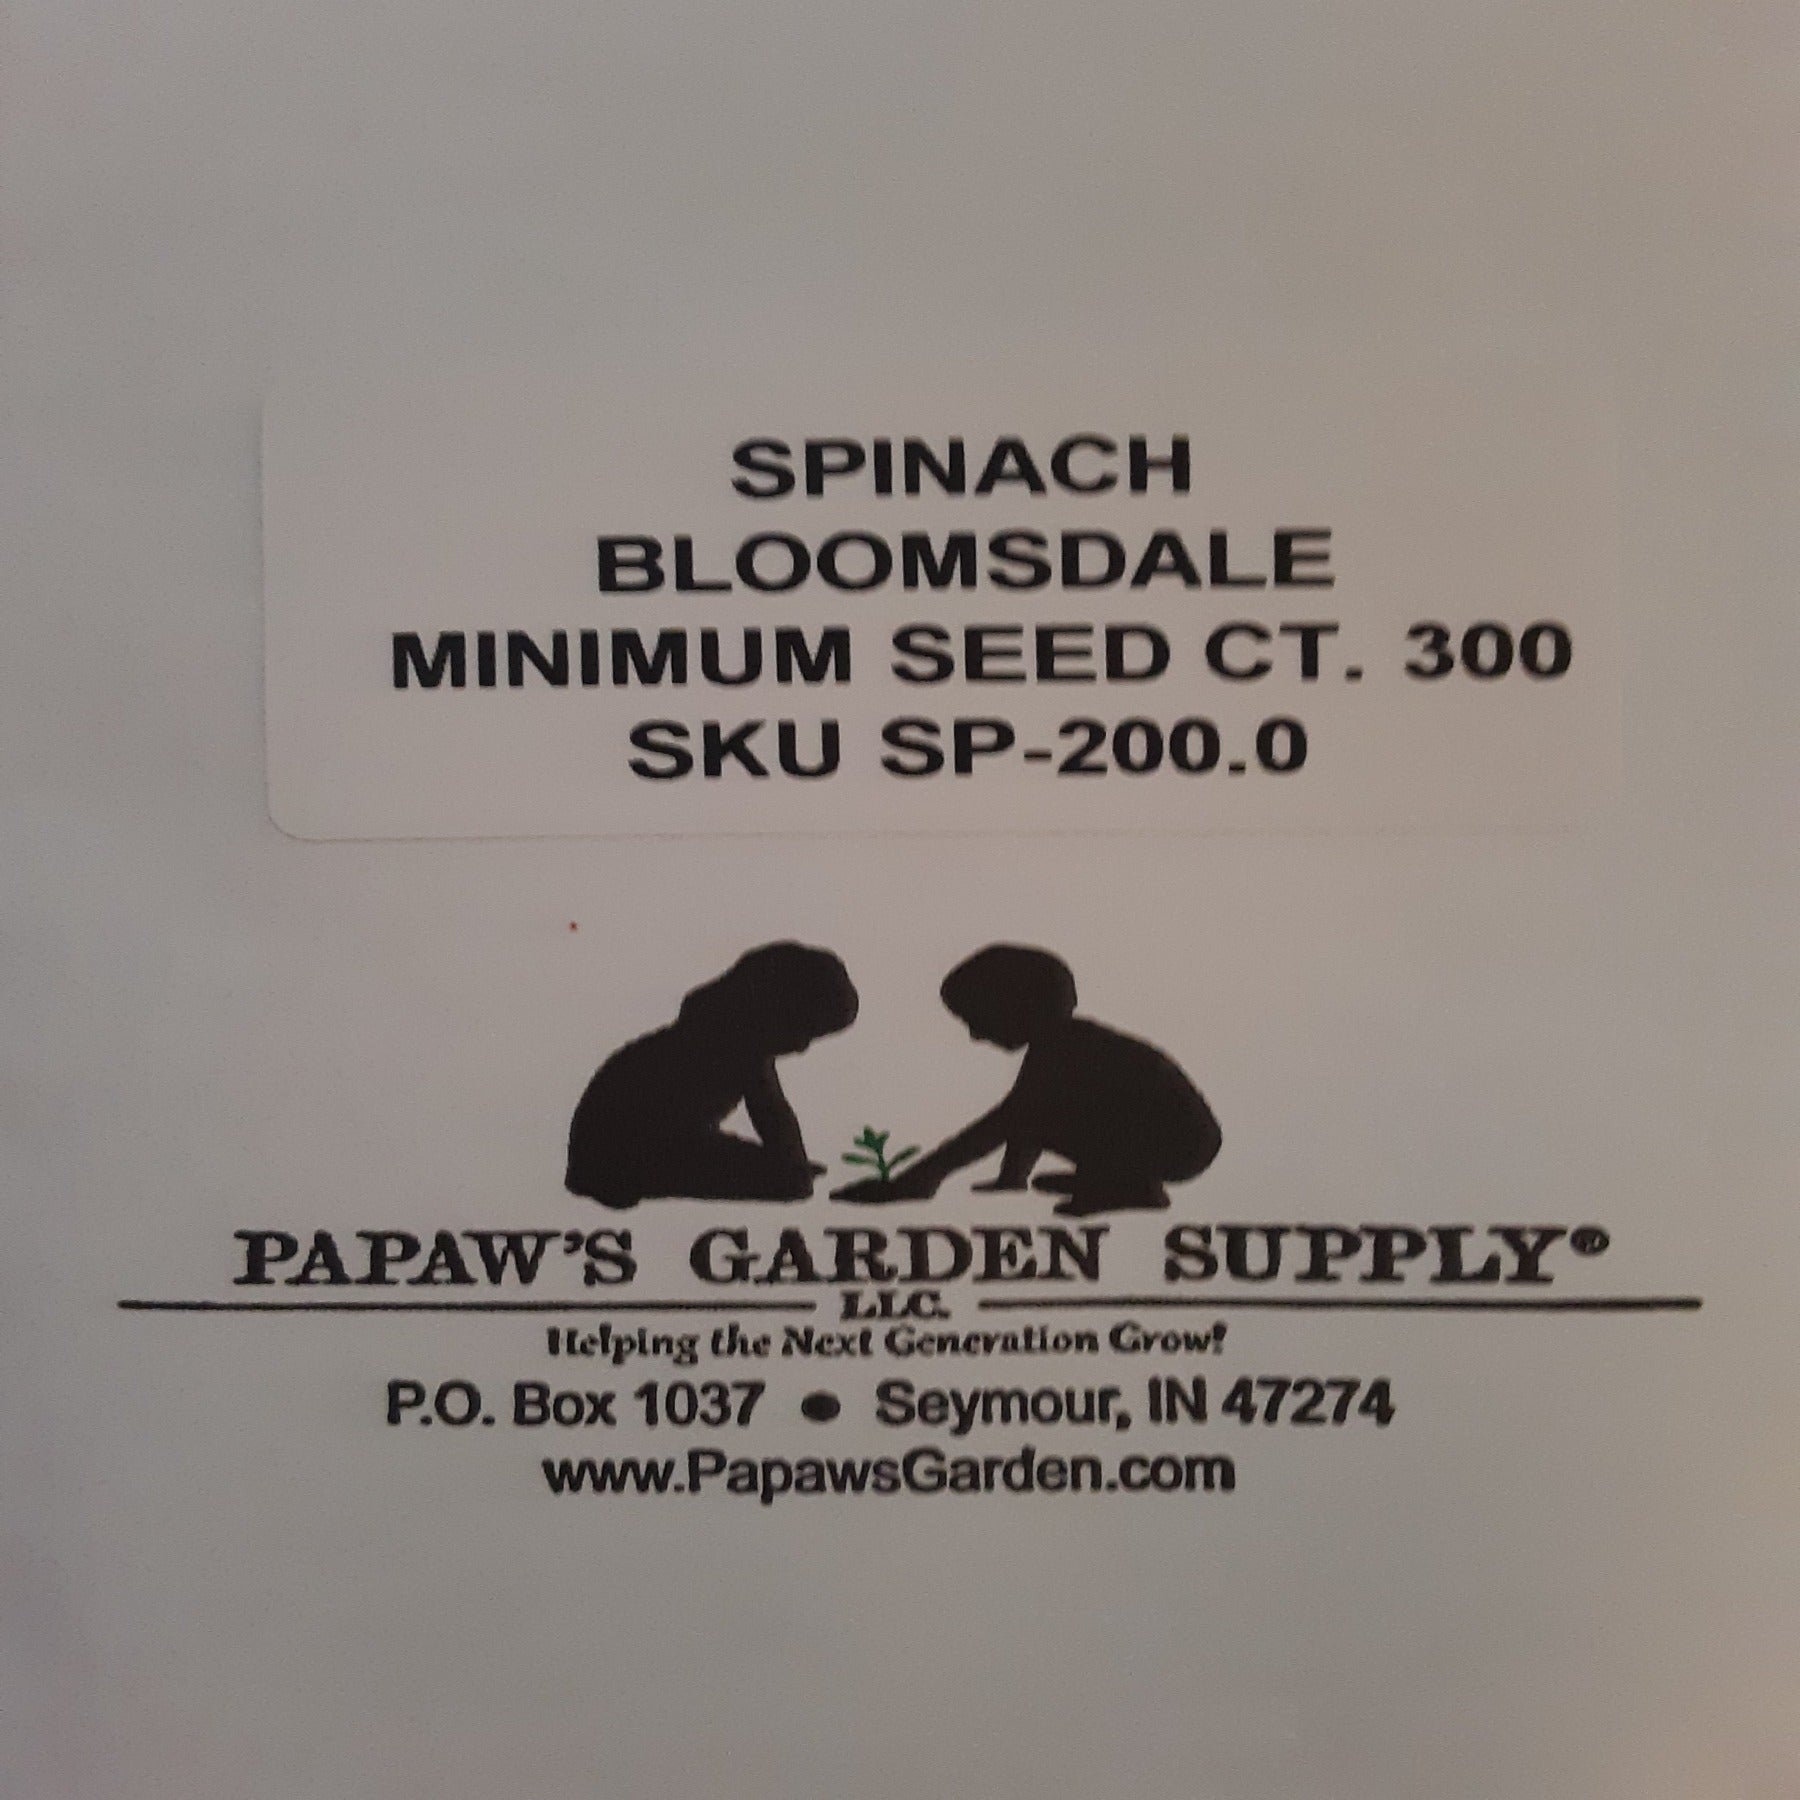 SPINACH
BLOOMSDALE
MINIMUM SEED CT. 300
SKU SP-200.0
PAPAW'S GARDEN SUPPLY®
LLC.
Helping the Next Generation Grow!
P.O. Box 1037 ● Seymour, IN 47274
www.PapawsGarden.com